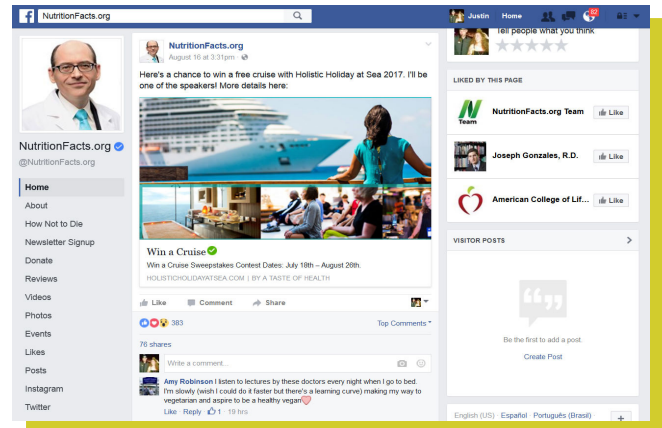 NutritionFacts.org
Justin
Home
82
NutritionFacts.org
@NutritionFacts.org
Home
About
How Not to Die
Newsletter Signup
Donate
Reviews
Videos
Photos
Events
Likes
Posts
Instagram
Twitter
NutritionFacts.org
August 16 at 3:31pm ·
Here's a chance to win a free cruise with Holistic Holiday at Sea 2017. I'll be
one of the speakers! More details here:
Win a Cruise
Win a Cruise Sweepstakes Contest Dates: July 18th – August 26th.
HOLISTICHOLIDAYATSEA.COM | BY A TASTE OF HEALTH
Like Comment Share
383
Top Comments
76 shares
Write a comment...
Amy Robinson I listen to lectures by these doctors every night when I go to bed.
I'm slowly (wish I could do it faster but there's a learning curve) making my way to
vegetarian and aspire to be a healthy vegan
Like · Reply · 1 · 19 hrs
Tell people what you think
LIKED BY THIS PAGE
Team
NutritionFacts.org Team
Like
Joseph Gonzales, R.D.
Like
American College of Lif...
Like
VISITOR POSTS
Be the first to add a post.
Create Post
English (US) · Español · Português (Brasil) ·